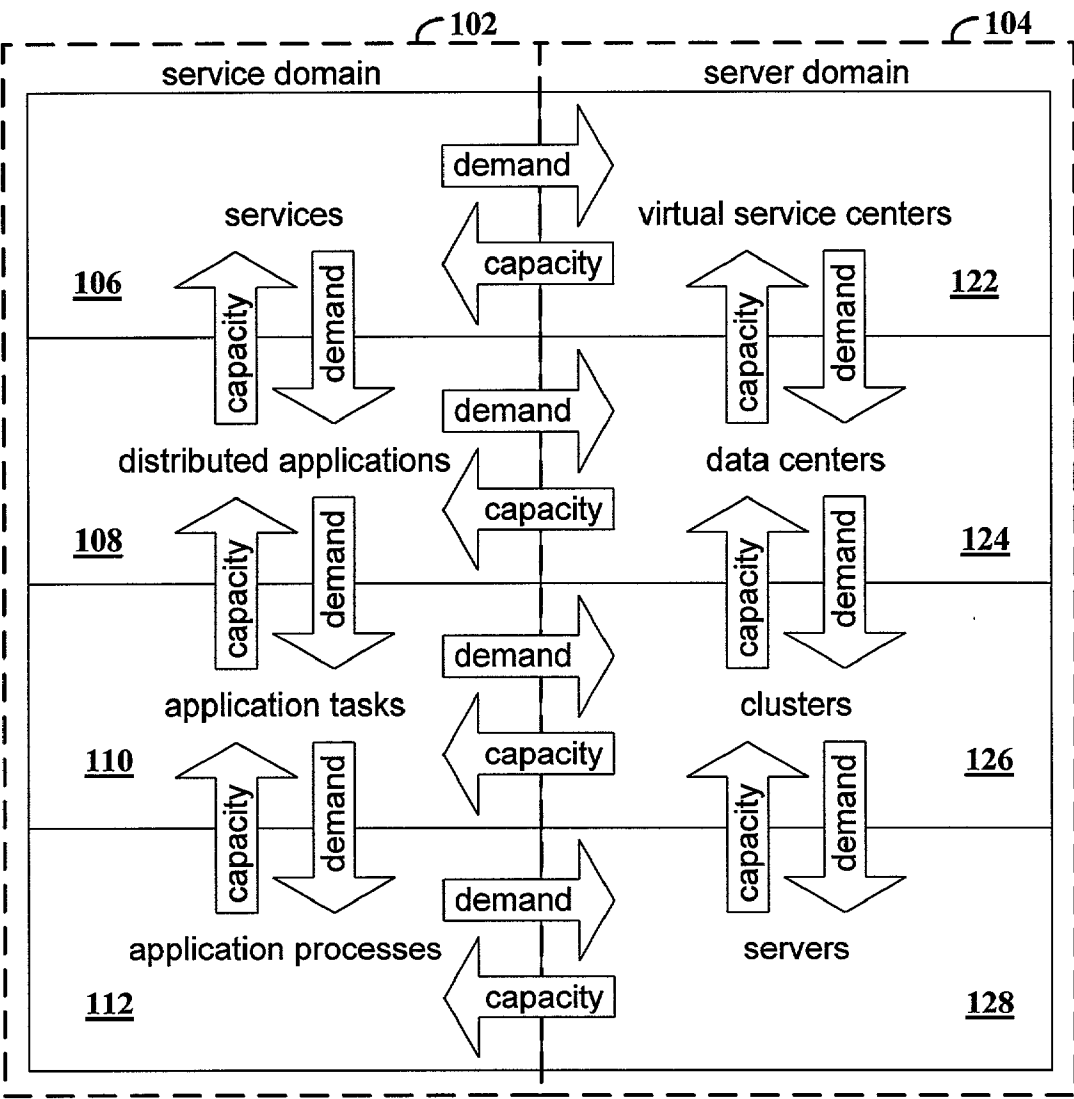 102
104
service domain
server domain
demand
services
virtual service centers
capacity
106
122
capacity
demand
capacity
demand
demand
distributed applications
data centers
capacity
108
124
capacity
demand
capacity
demand
demand
application tasks
clusters
capacity
110
126
capacity
demand
capacity
demand
demand
application processes
servers
capacity
112
128